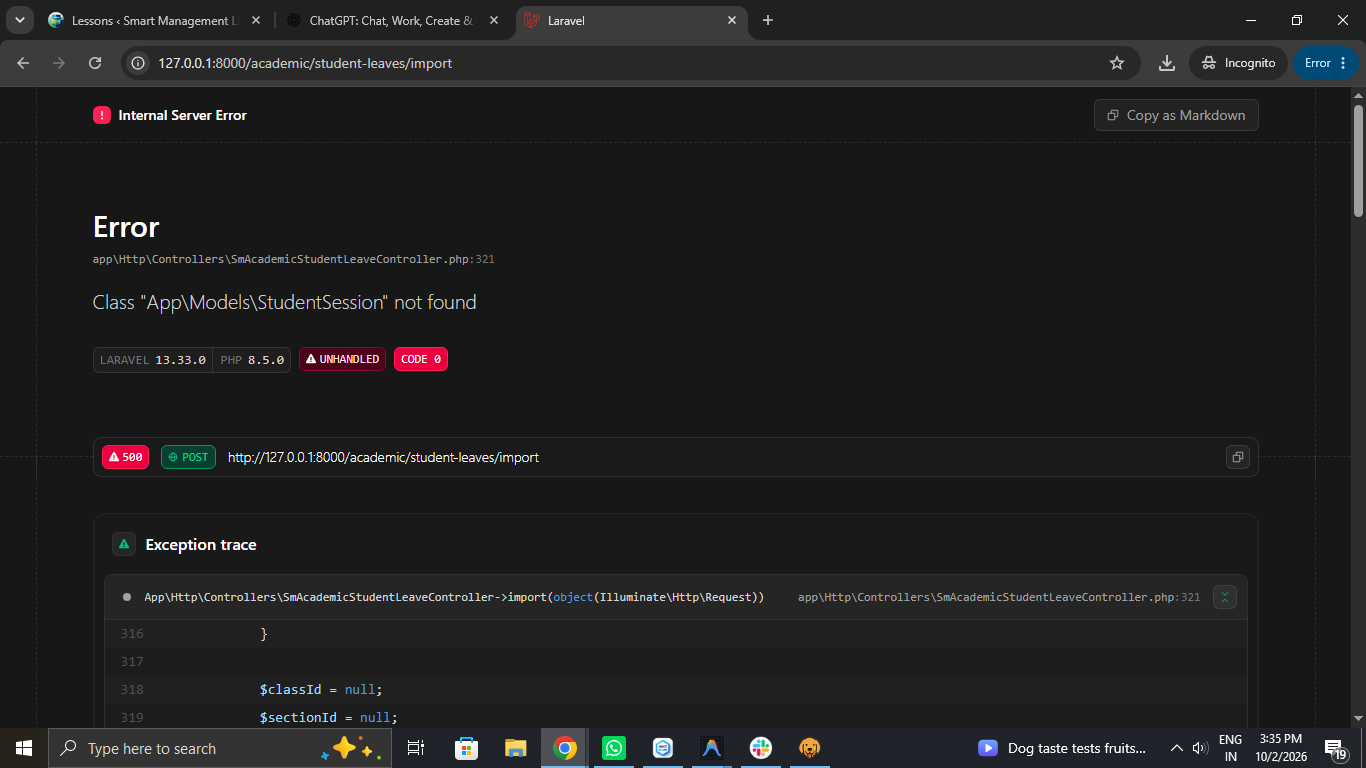 Lessons ‹ Smart Management L
ChatGPT: Chat, Work, Create &
Laravel
127.0.0.1:8000/academic/student-leaves/import
Incognito
Error
! Internal Server Error
Copy as Markdown
Error
app\Http\Controllers\SmAcademicStudentLeaveController.php:321
Class "App\Models\StudentSession" not found
LARAVEL 13.33.0 PHP 8.5.0 UNHANDLED CODE 0
500 POST http://127.0.0.1:8000/academic/student-leaves/import
Exception trace
App\Http\Controllers\SmAcademicStudentLeaveController->import(object(Illuminate\Http\Request)) app\Http\Controllers\SmAcademicStudentLeaveController.php:321
316 }
317
318 $classId = null;
319 $sectionId = null;
Type here to search
Dog taste tests fruits...
ENG
IN
3:35 PM
10/2/2026
19